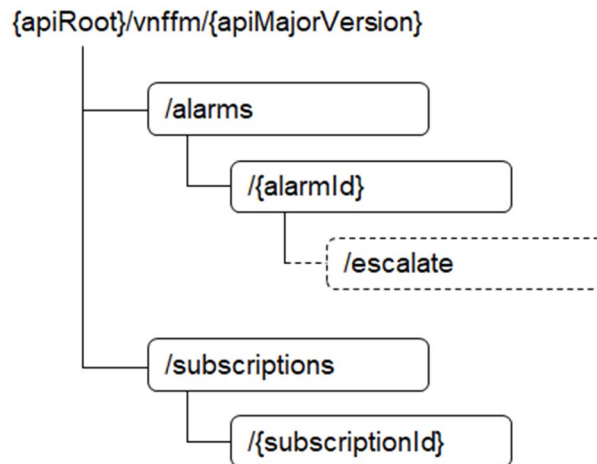 {apiRoot}/vnffm/{apiMajorVersion}
/alarms
/{alarmId}
/escalate
/subscriptions
/{subscriptionId}